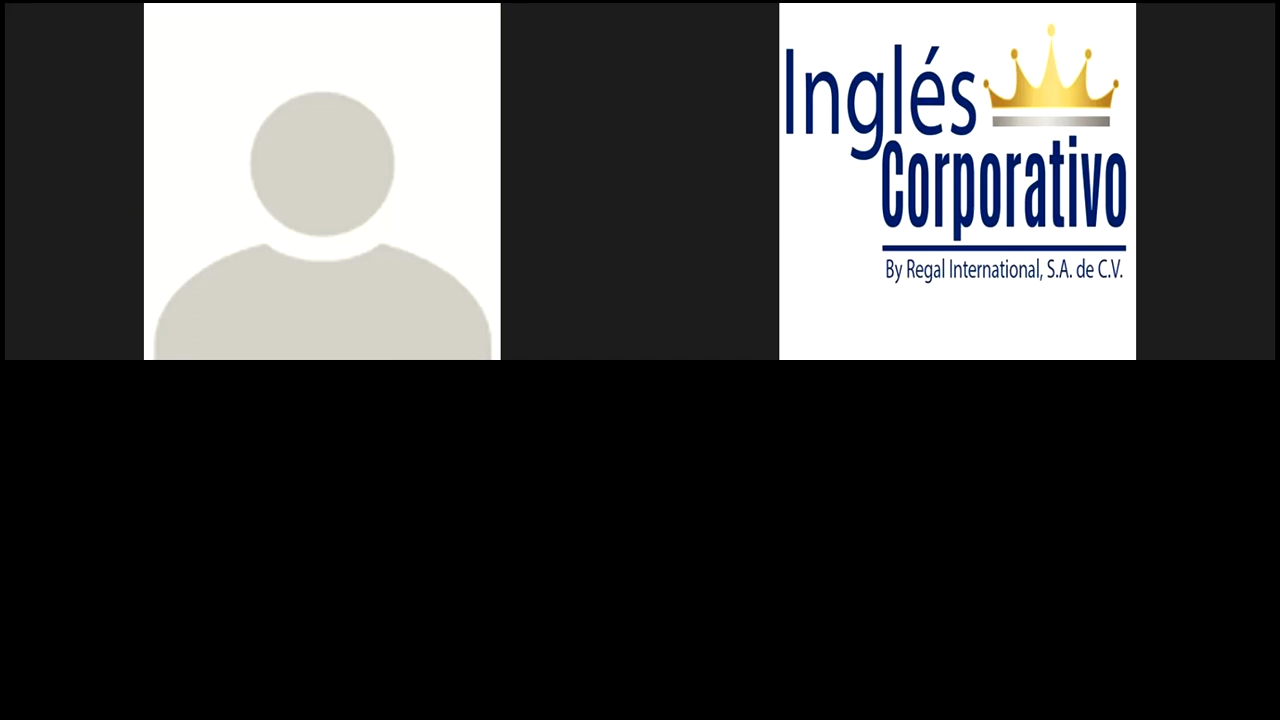 Inglés
Corporativo
By Regal International, S.A. de C.V.